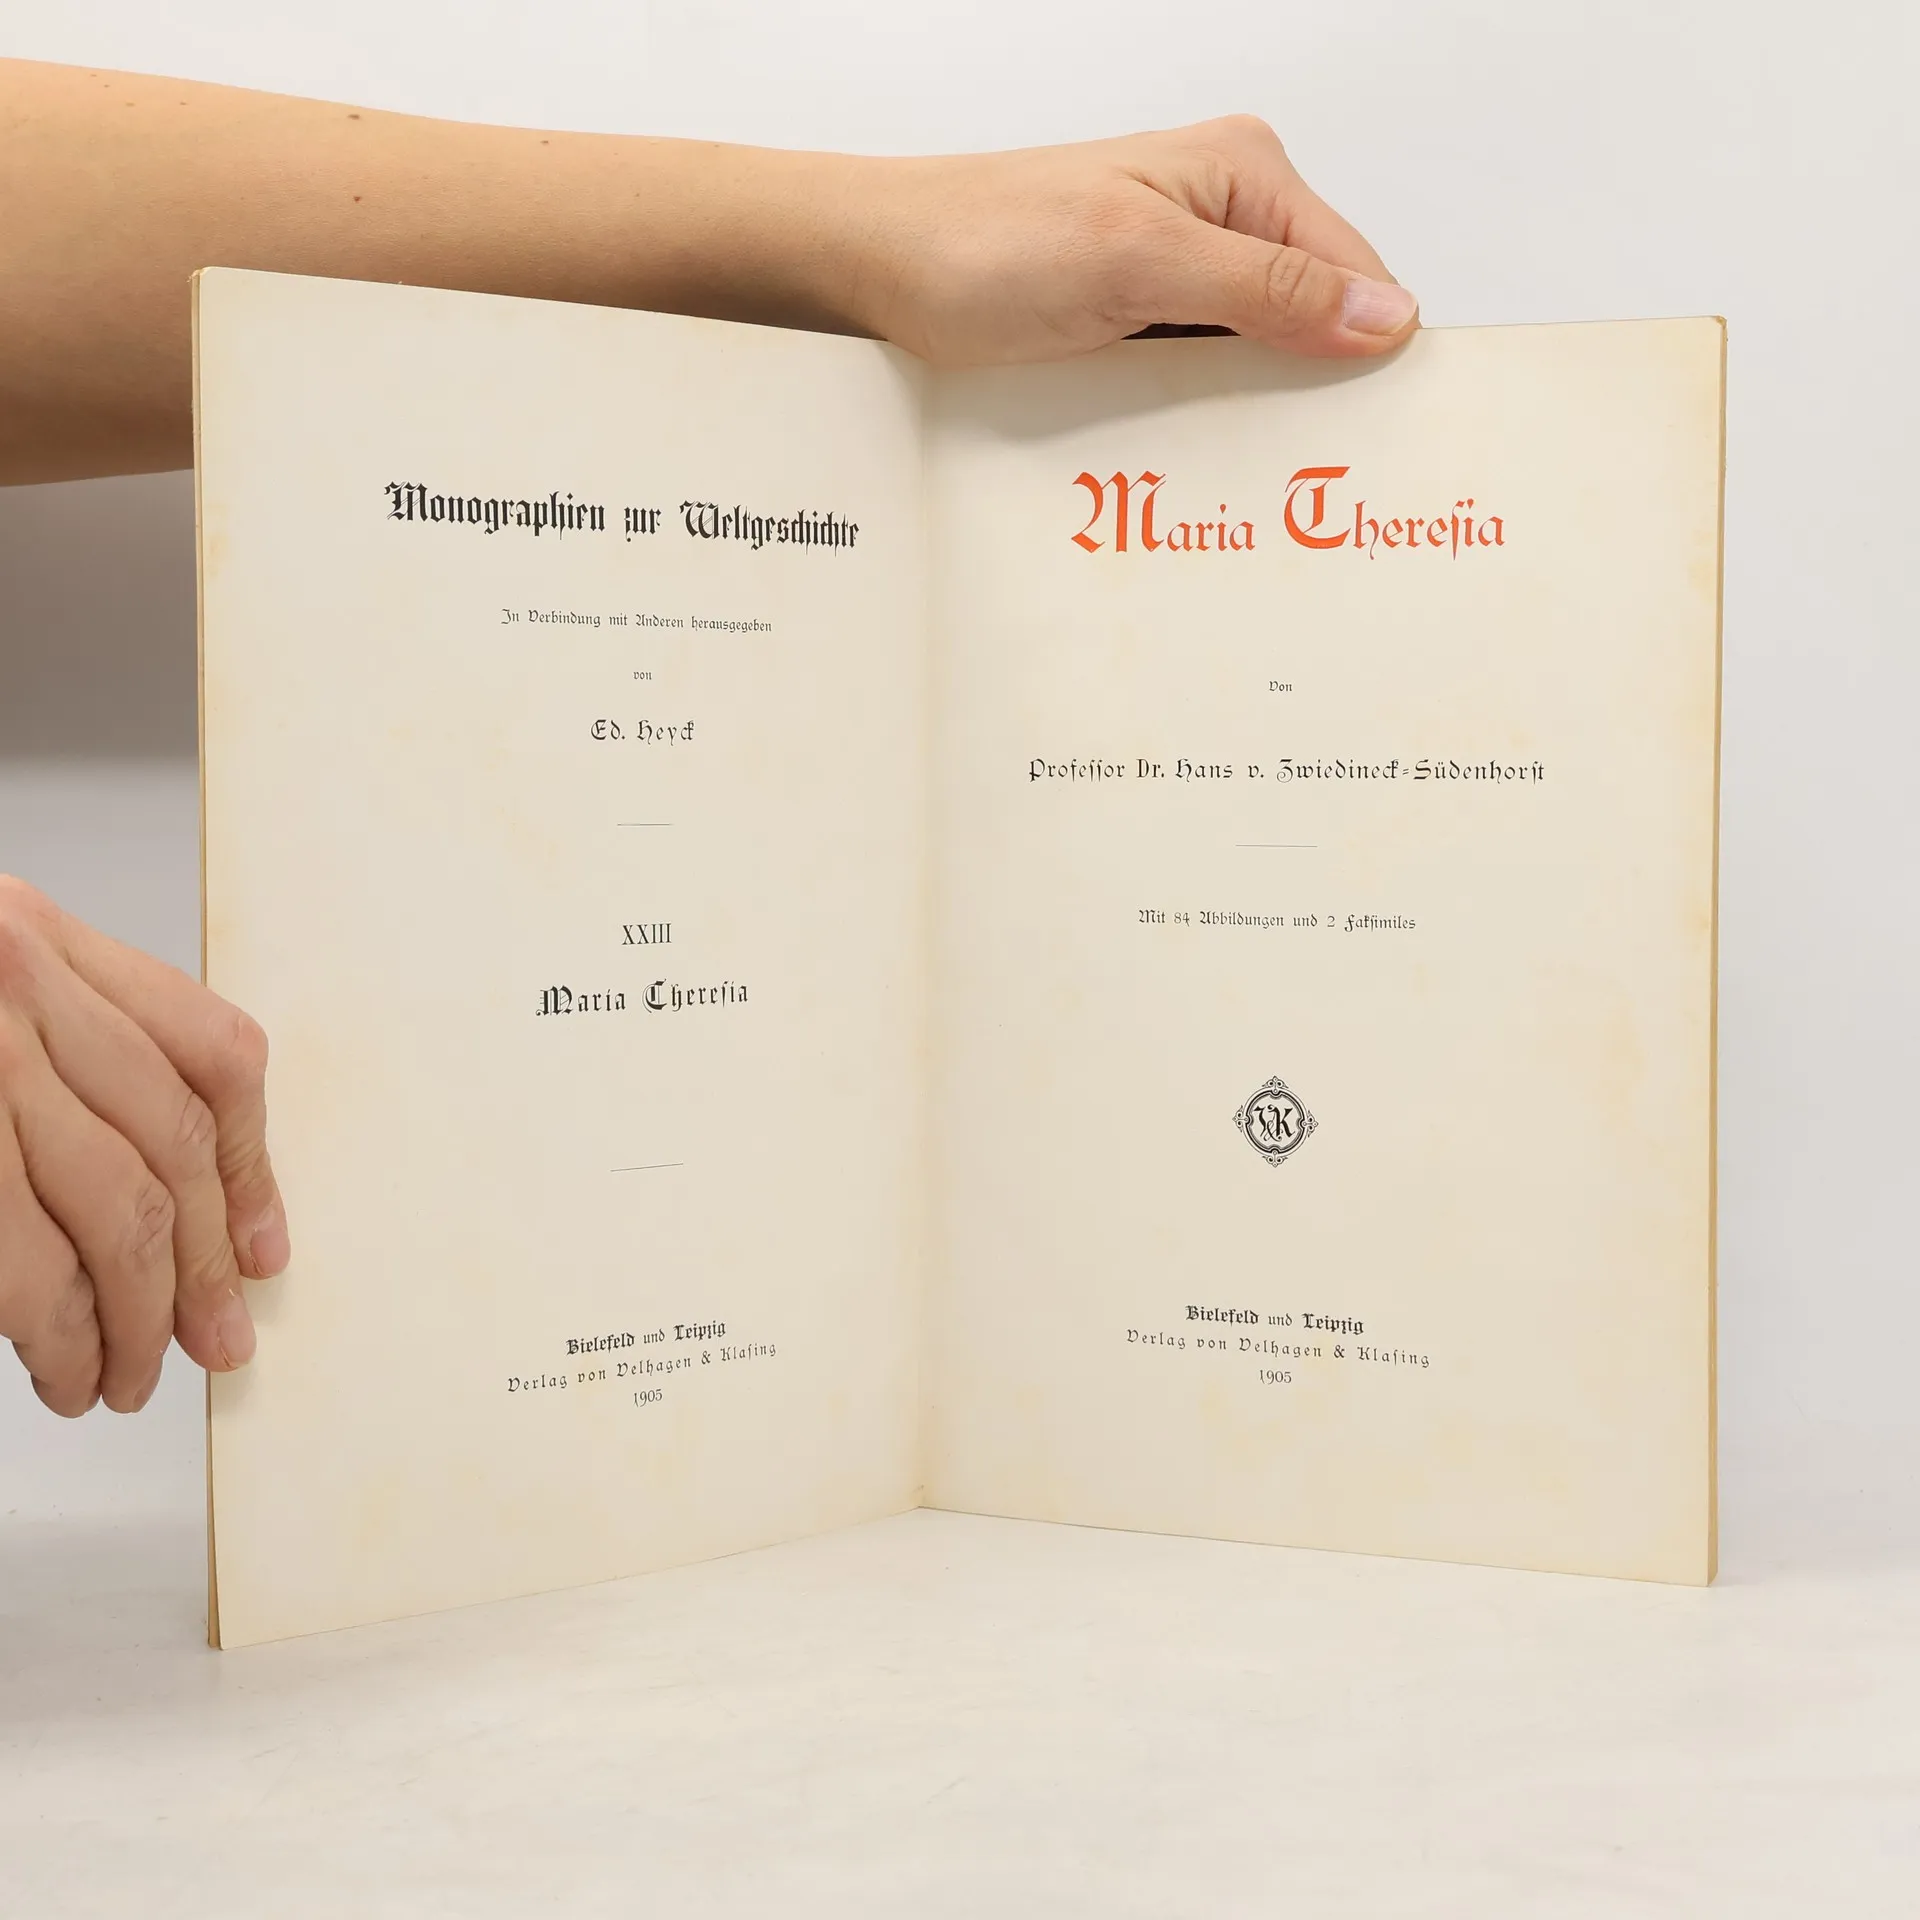 Monographien zur Weltgeschichte
In Verbindung mit Anderen herausgegeben
von
Ed. Heyck
XXIII
Maria Theresia
Bielefeld und Leipzig
Verlag von Velhagen & Klasing
1905
Maria Thereſia
Von
Profeſſor Dr. Hans v. Zwiedineck=Südenhorſt
Mit 84 Abbildungen und 2 Fakſimiles
V&K
Bielefeld und Leipzig
Verlag von Velhagen & Klaſing
1905